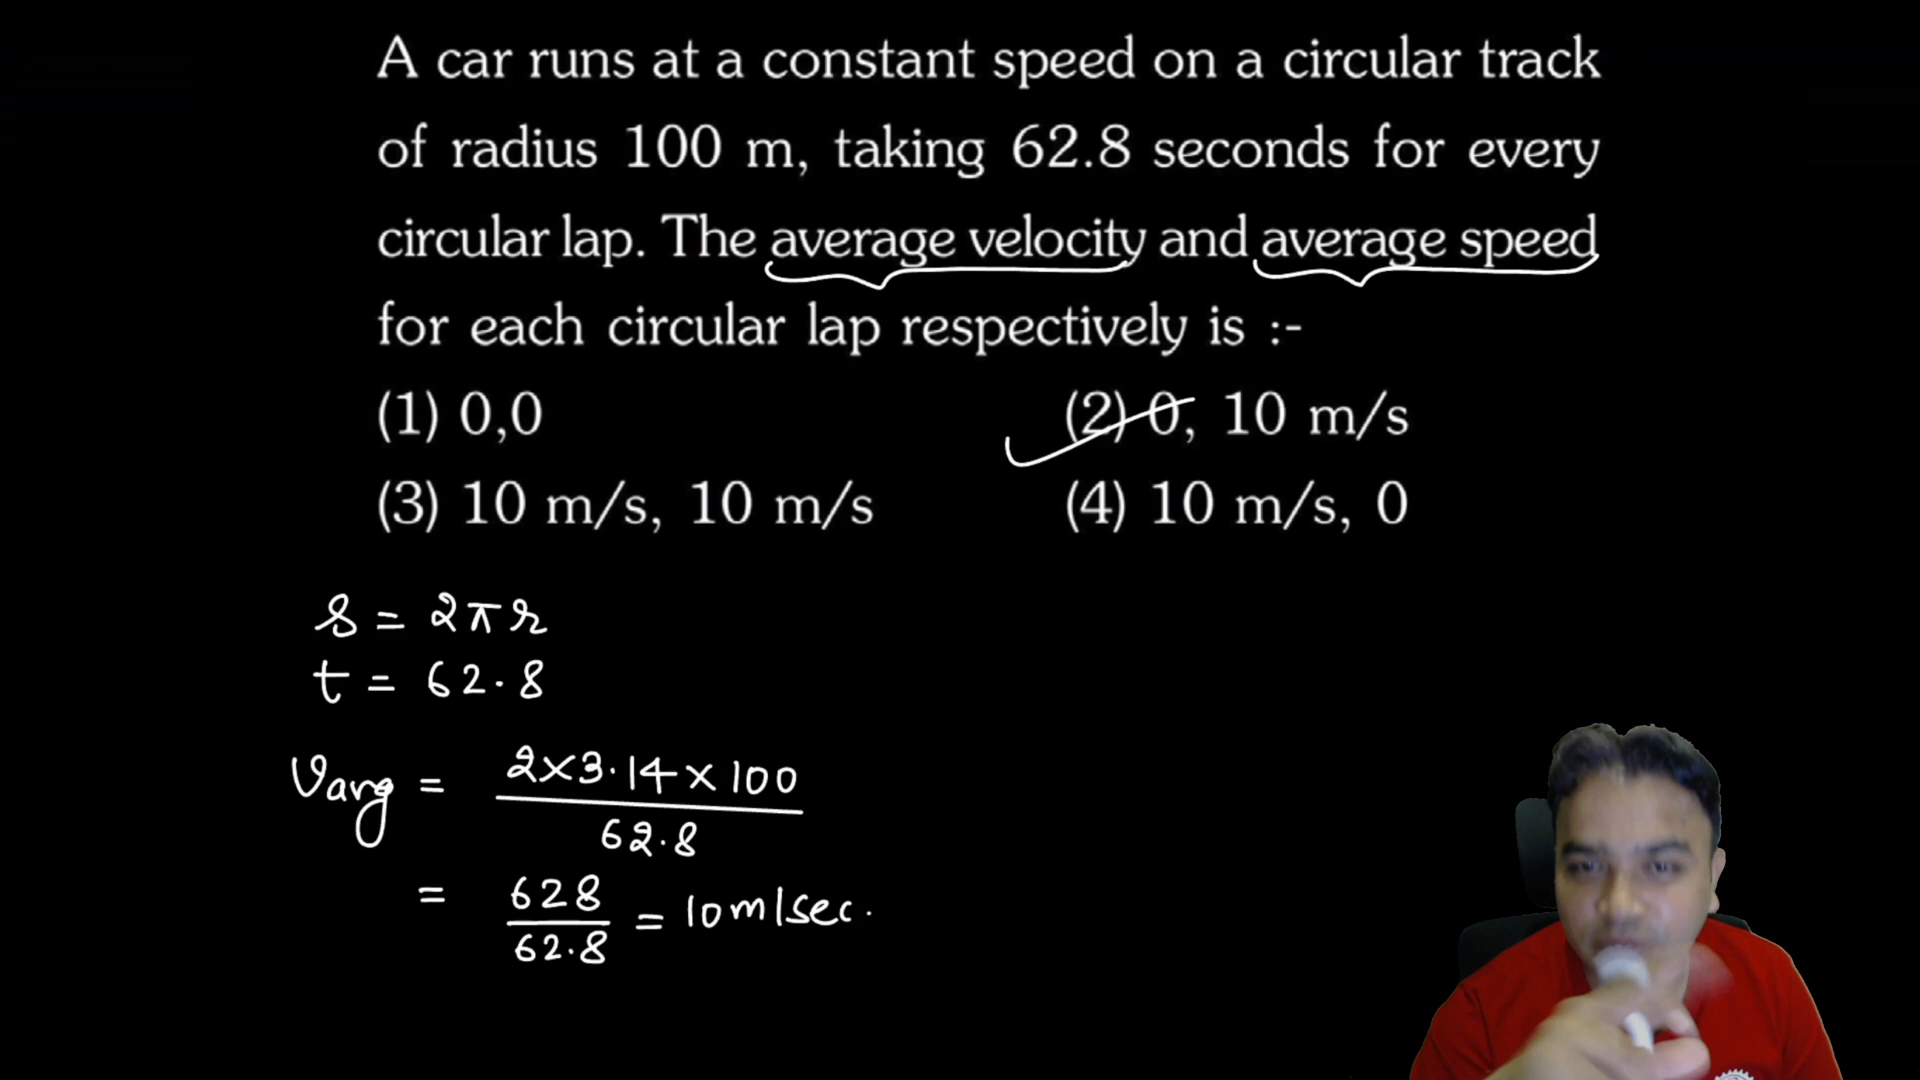 A car runs at a constant speed on a circular track
of radius 100 m, taking 62.8 seconds for every
circular lap. The average velocity and average speed
for each circular lap respectively is :-
(1) 0,0 (2) 0, 10 m/s
(3) 10 m/s, 10 m/s (4) 10 m/s, 0
s = 2πr
t = 62.8
Vavg = 2×3.14×100
62.8
= 628 = 10m/sec.
62.8